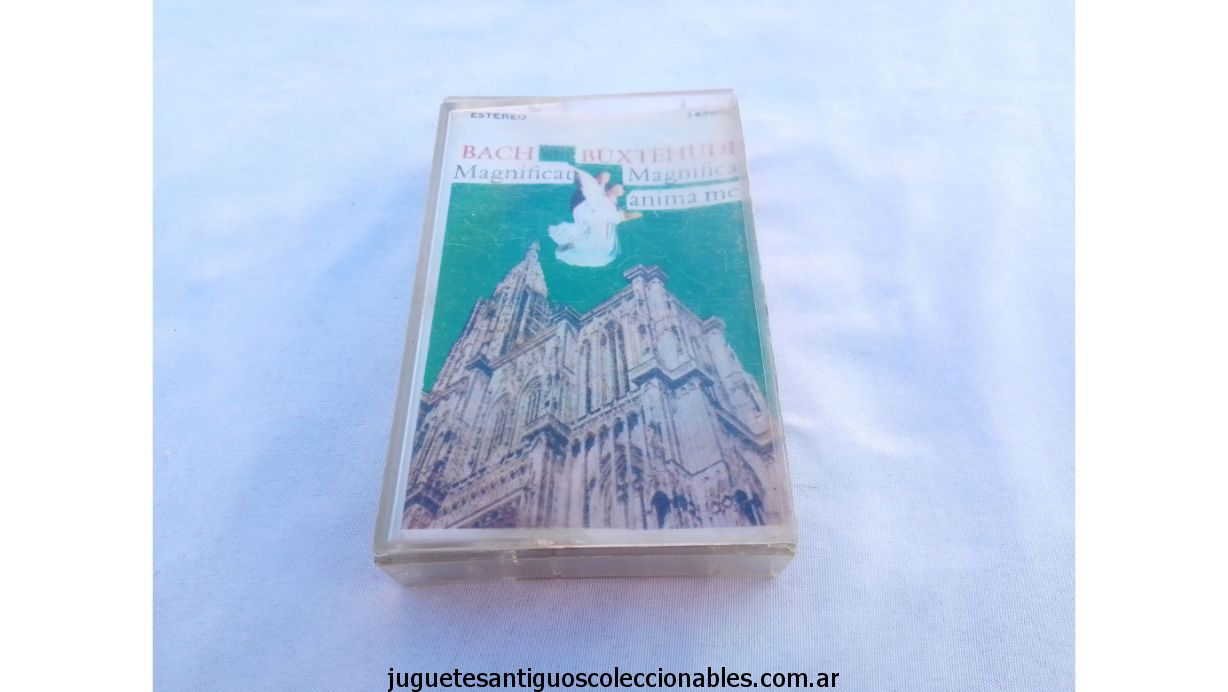 ESTEREO
BACH BUXTEHUDE
Magnificat Magnifica
anima me
juguetesantiguoscoleccionables.com.ar